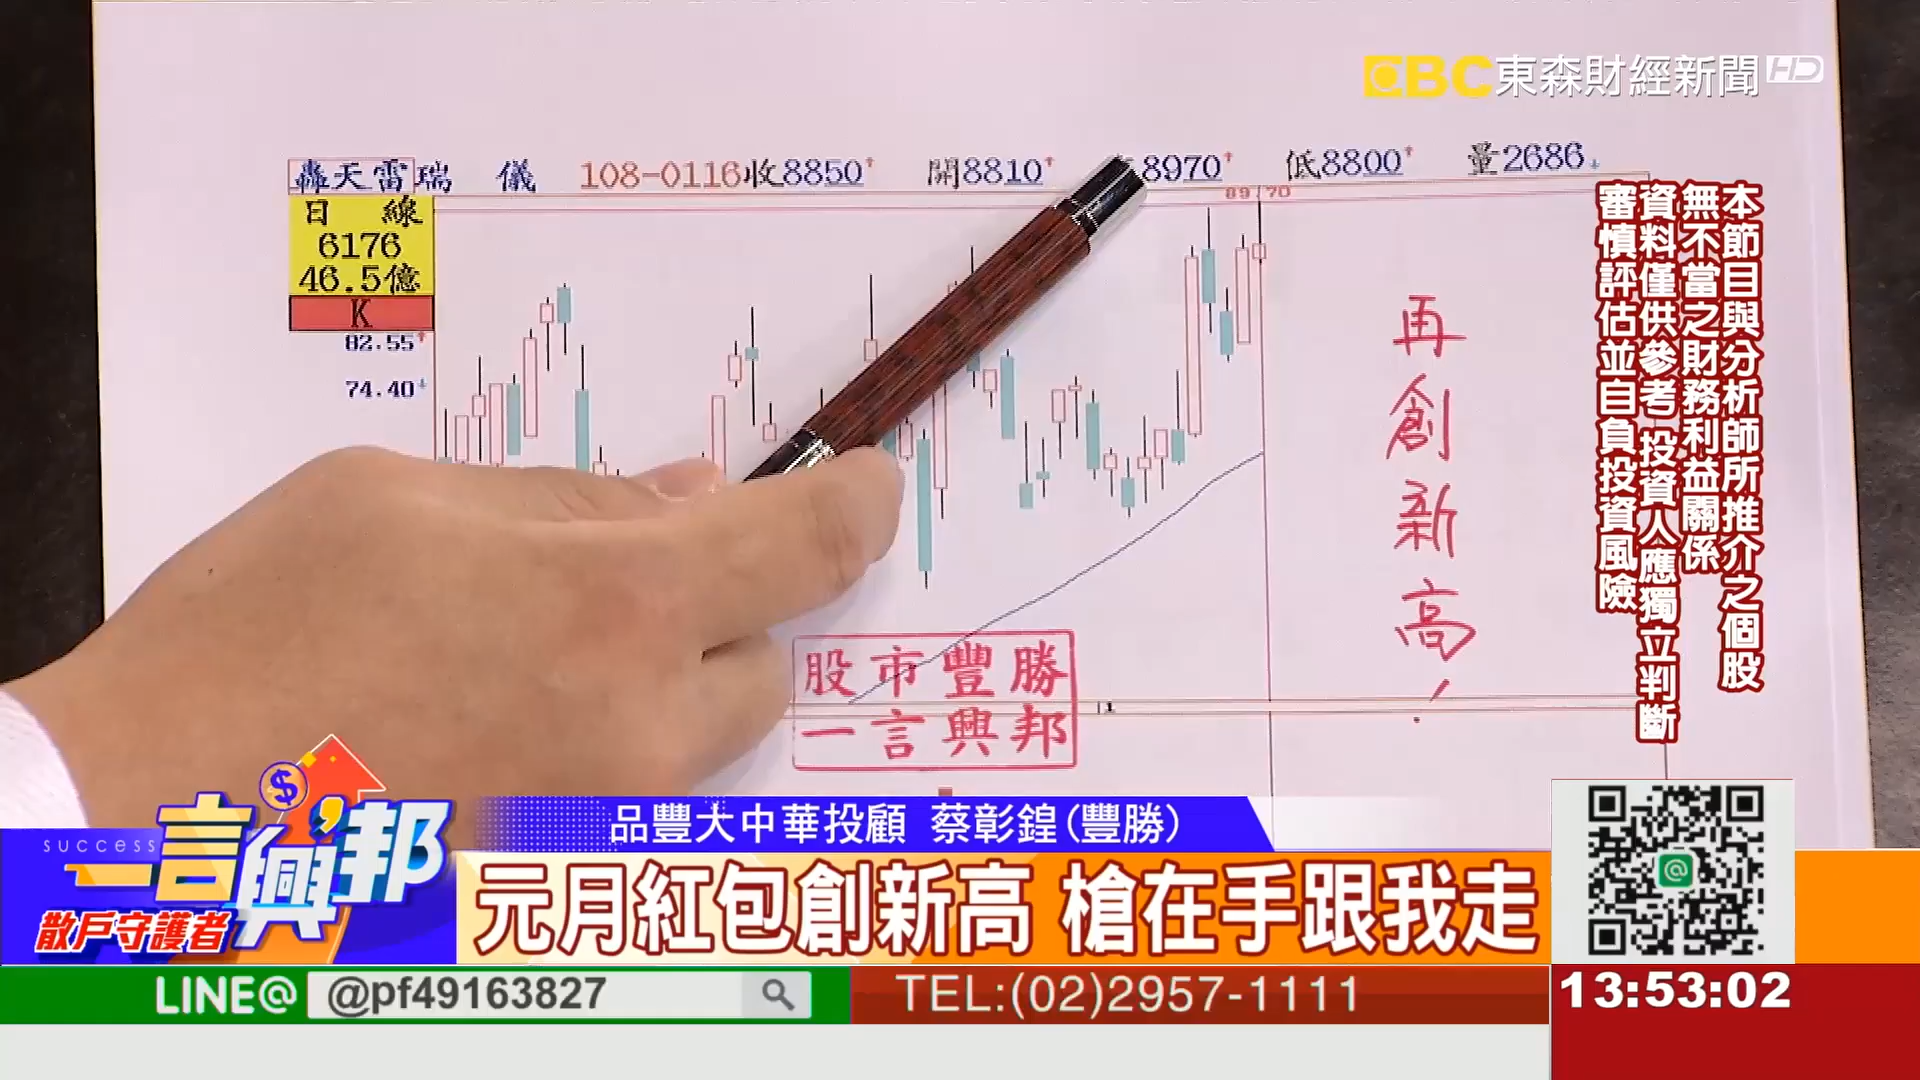 EBC東森財經新聞HD
轟天雷瑞 儀 108-0116收8850 開8810 8970 低8800 量2686
89.70
日 線
6176
46.5億
K
82.55
74.40
再創新高!
本節目與分析師所推介之個股
無不當之財務利益關係
資料僅供參考 投資人應獨立判斷
審慎評估並自負投資風險
股市豐勝
一言興邦
1
success
一言興邦
散戶守護者
品豐大中華投顧 蔡彰鍠(豐勝)
元月紅包創新高 槍在手跟我走
LINE@ @pf49163827
TEL:(02)2957-1111
13:53:02